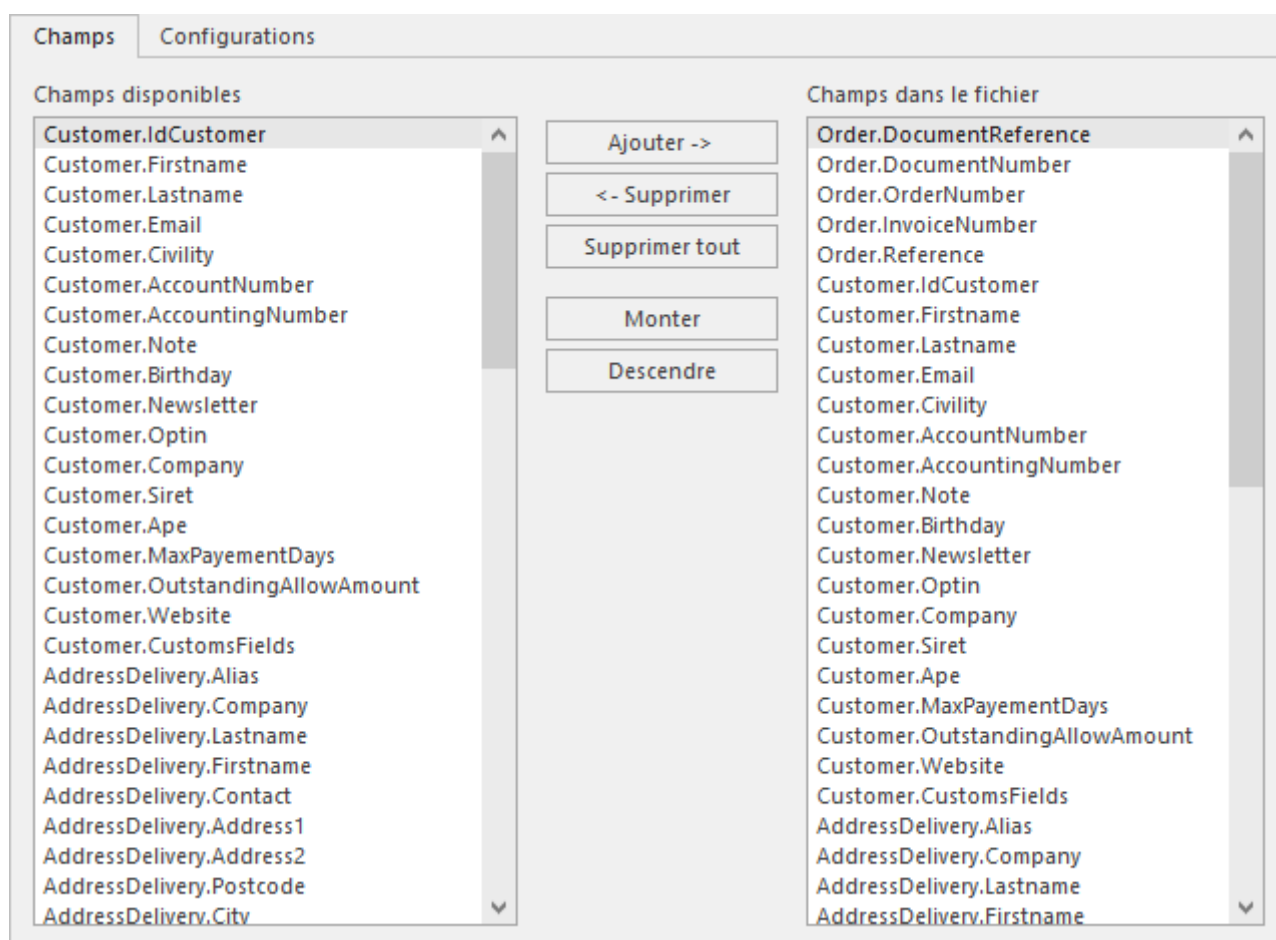 Champs
Configurations
Champs disponibles
Customer.IdCustomer
Customer.Firstname
Customer.Lastname
Customer.Email
Customer.Civility
Customer.AccountNumber
Customer.AccountingNumber
Customer.Note
Customer.Birthday
Customer.Newsletter
Customer.Optin
Customer.Company
Customer.Siret
Customer.Ape
Customer.MaxPayementDays
Customer.OutstandingAllowAmount
Customer.Website
Customer.CustomsFields
AddressDelivery.Alias
AddressDelivery.Company
AddressDelivery.Lastname
AddressDelivery.Firstname
AddressDelivery.Contact
AddressDelivery.Address1
AddressDelivery.Address2
AddressDelivery.Postcode
AddressDelivery.City
Ajouter ->
<- Supprimer
Supprimer tout
Monter
Descendre
Champs dans le fichier
Order.DocumentReference
Order.DocumentNumber
Order.OrderNumber
Order.InvoiceNumber
Order.Reference
Customer.IdCustomer
Customer.Firstname
Customer.Lastname
Customer.Email
Customer.Civility
Customer.AccountNumber
Customer.AccountingNumber
Customer.Note
Customer.Birthday
Customer.Newsletter
Customer.Optin
Customer.Company
Customer.Siret
Customer.Ape
Customer.MaxPayementDays
Customer.OutstandingAllowAmount
Customer.Website
Customer.CustomsFields
AddressDelivery.Alias
AddressDelivery.Company
AddressDelivery.Lastname
AddressDelivery.Firstname